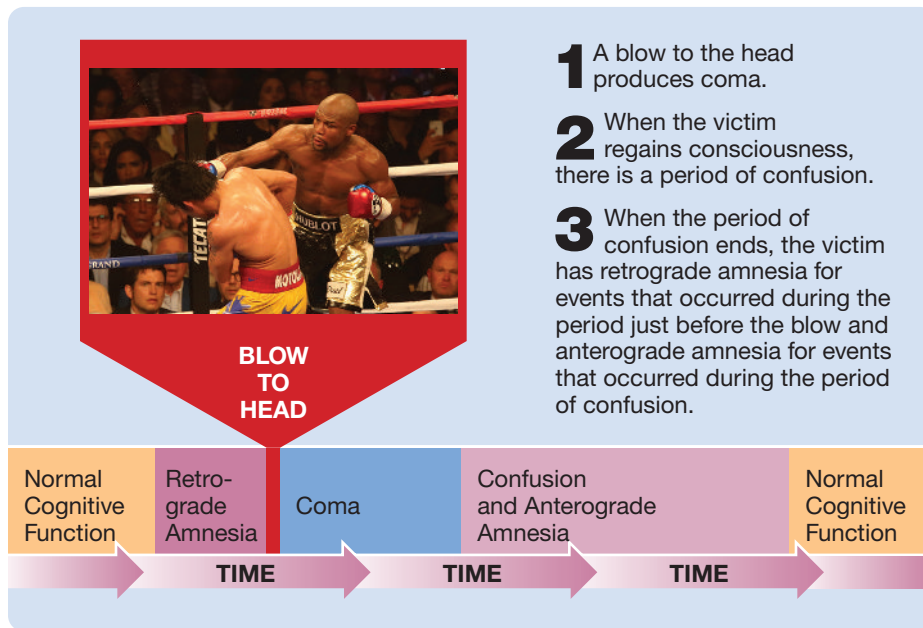 1 A blow to the head
produces coma.
2 When the victim
regains consciousness,
there is a period of confusion.
3 When the period of
confusion ends, the victim
has retrograde amnesia for
events that occurred during the
period just before the blow and
anterograde amnesia for events
that occurred during the period
of confusion.
TECAT
HUBLOT
GRAND
BLOW
TO
HEAD
Normal
Cognitive
Function
Retro-
grade
Amnesia
Coma
Confusion
and Anterograde
Amnesia
Normal
Cognitive
Function
TIME
TIME
TIME